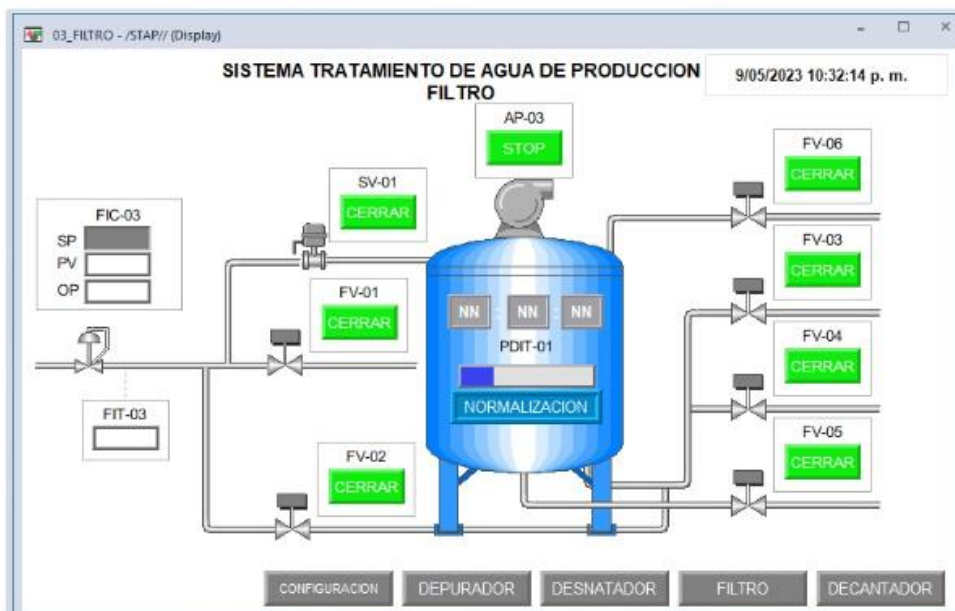 03_FILTRO - /STAP// (Display)
SISTEMA TRATAMIENTO DE AGUA DE PRODUCCION
FILTRO
9/05/2023 10:32:14 p. m.
AP-03
STOP
FV-06
CERRAR
SV-01
CERRAR
FIC-03
SP
PV
OP
FV-03
CERRAR
FV-01
CERRAR
NN : NN : NN
PDIT-01
NORMALIZACION
FV-04
CERRAR
FIT-03
FV-05
CERRAR
FV-02
CERRAR
CONFIGURACION DEPURADOR DESNATADOR FILTRO DECANTADOR